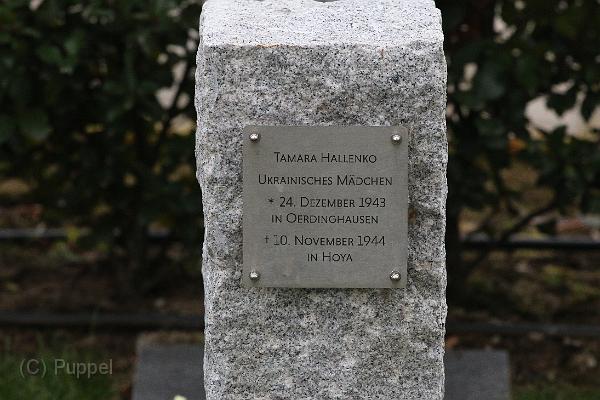 Tamara Hallenko
Ukrainisches Mädchen
* 24. Dezember 1943
in Oerdinghausen
† 10. November 1944
in Hoya
(C) Puppel